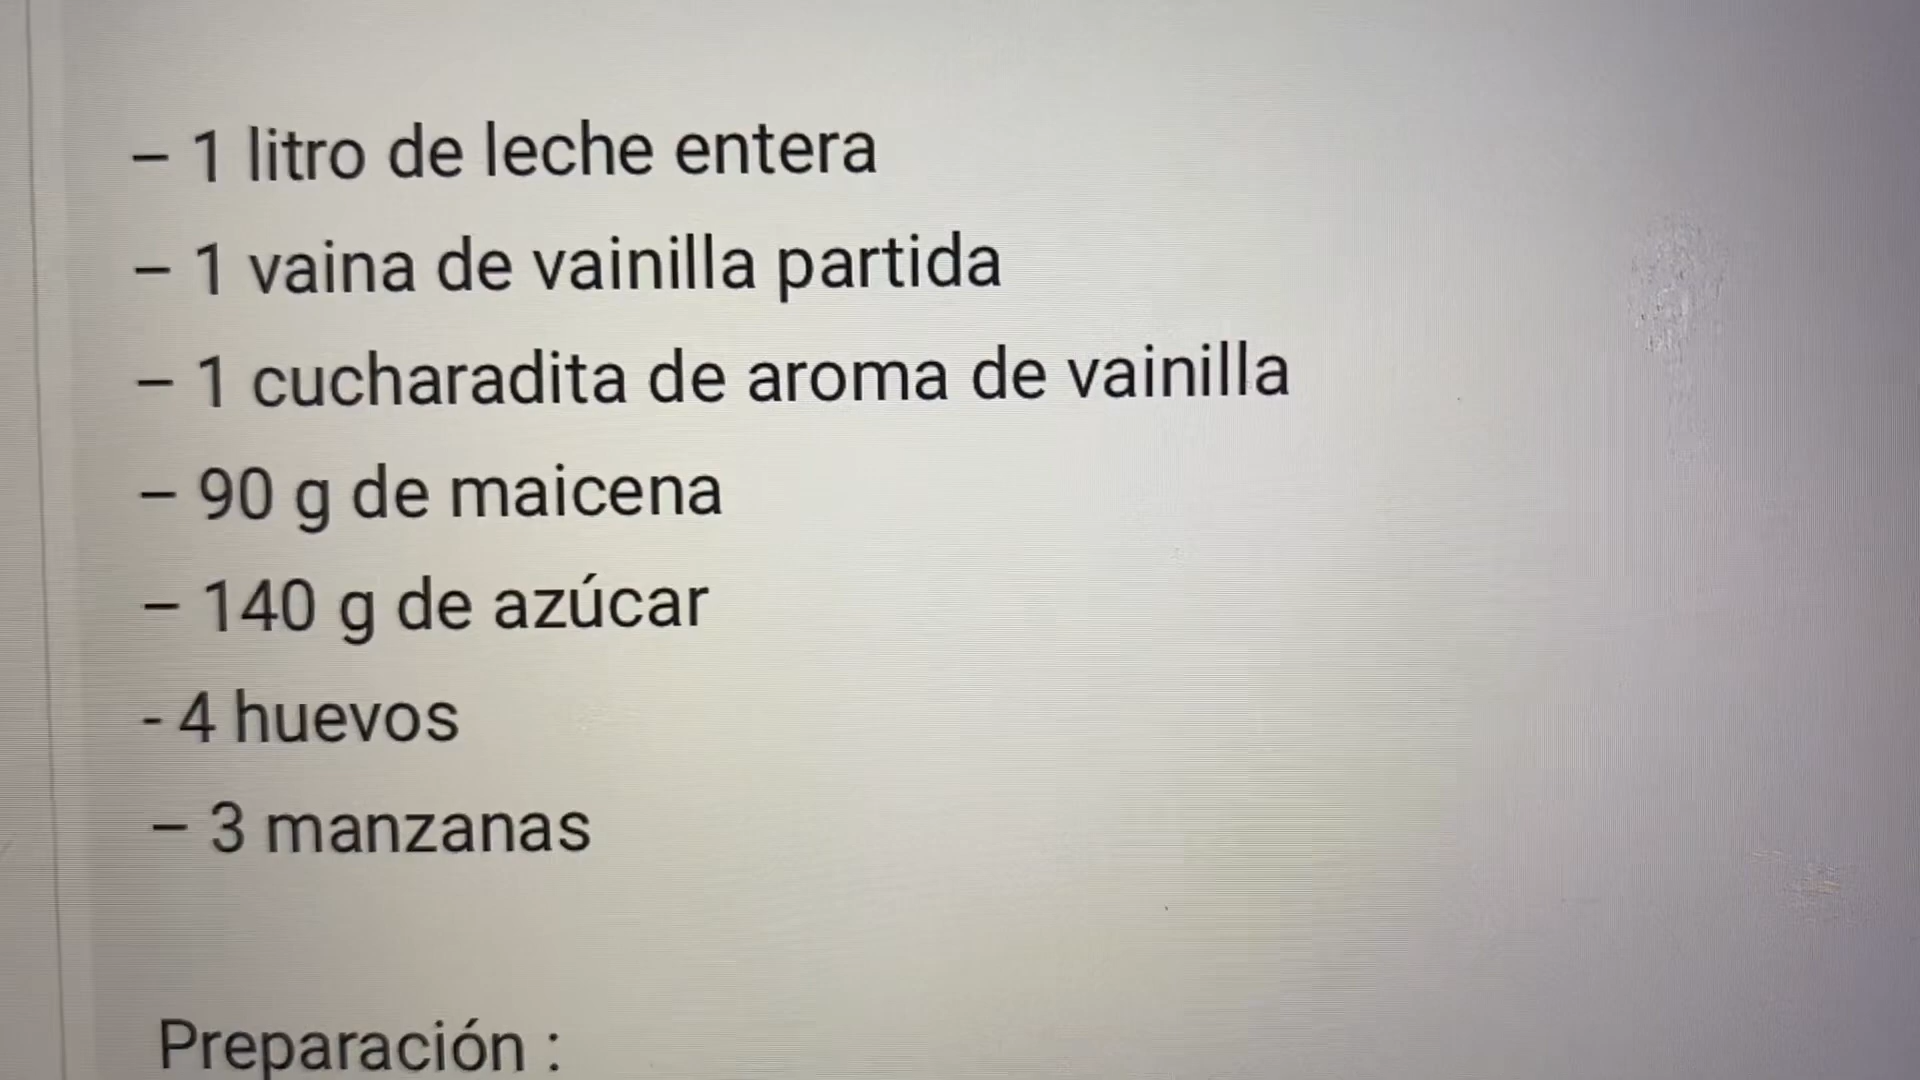 – 1 litro de leche entera
– 1 vaina de vainilla partida
– 1 cucharadita de aroma de vainilla
– 90 g de maicena
– 140 g de azúcar
- 4 huevos
– 3 manzanas
Preparación :